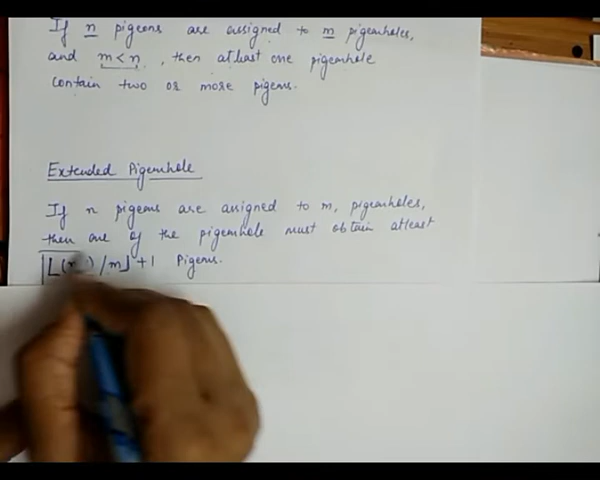 If n pigeons are assigned to m pigeonholes,
and m < n , then atleast one pigeonhole
contain two or more pigeons.
Extended Pigeonhole
If n pigeons are assigned to m, pigeonholes,
then one of the pigeonhole must obtain atleast
/m⌋ +1 Pigeons.